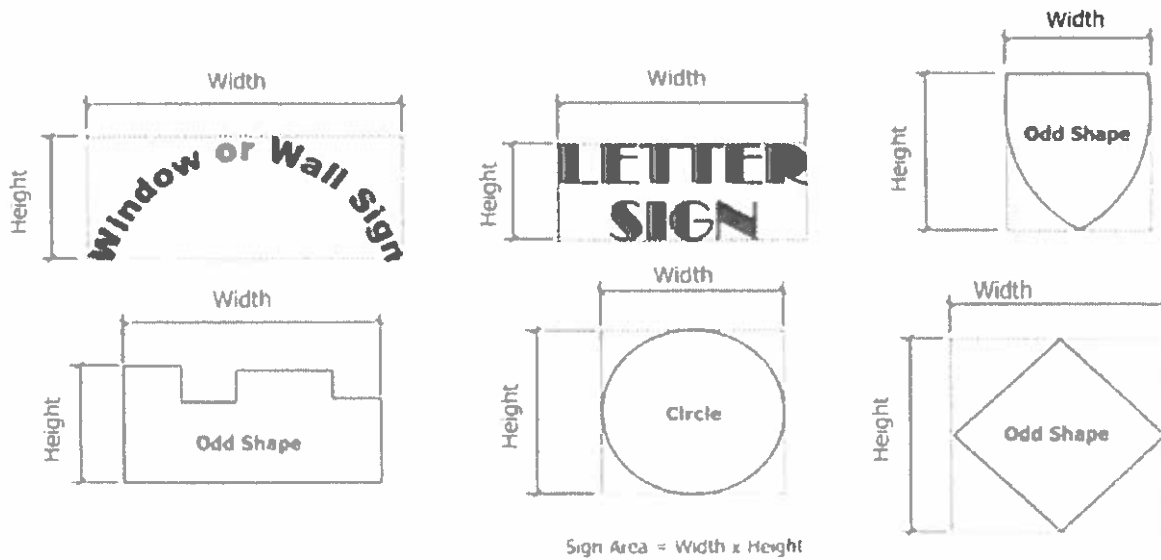 Width
Height
Window or Wall Sign
Width
Height
LETTER
SIGN
Width
Height
Odd Shape
Width
Height
Odd Shape
Width
Height
Circle
Width
Height
Odd Shape
Sign Area = Width x Height